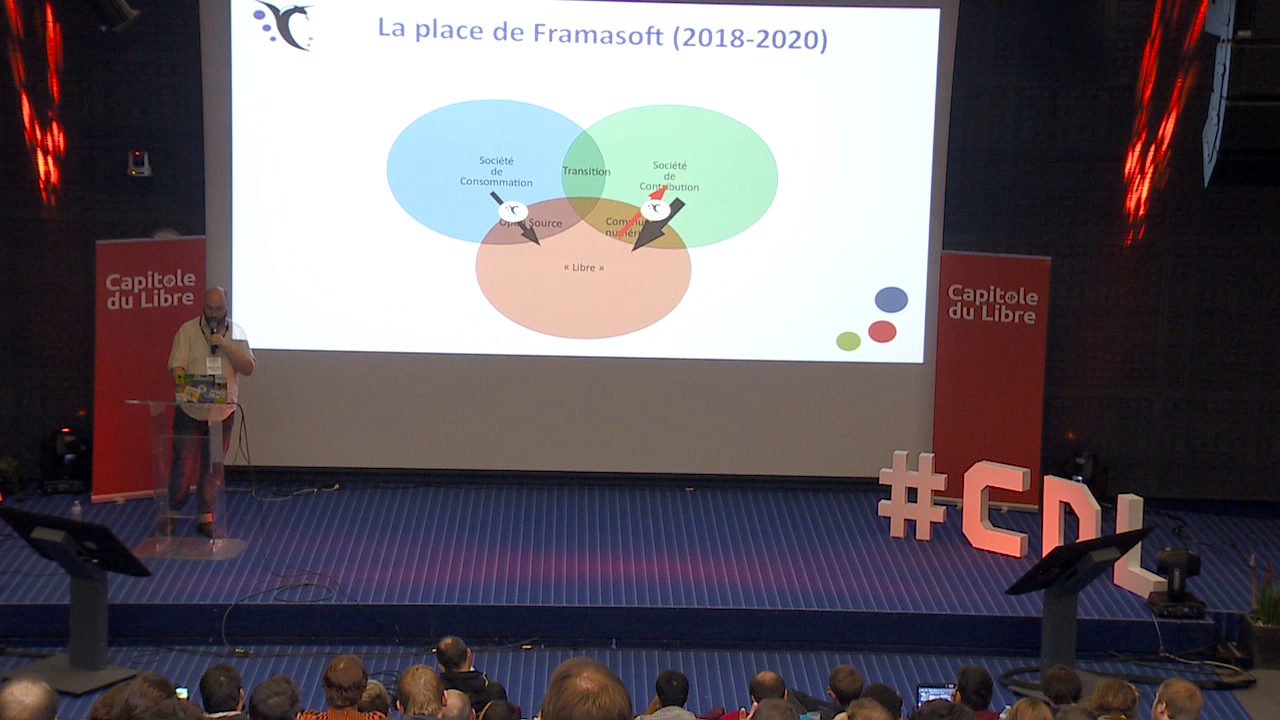 La place de Framasoft (2018-2020)
Société
de
Consommation
Transition
Société
de
Contribution
Source
« Libre »
Capitole
du Libre
Capitole
du Libre
#CDL